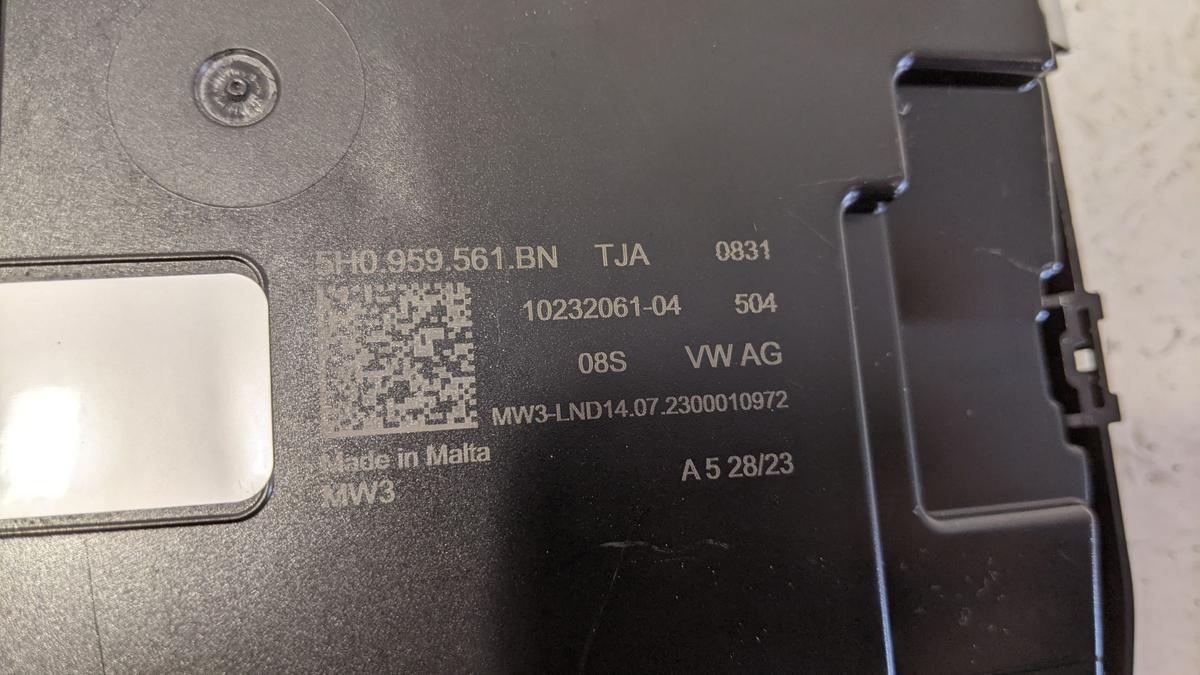 5H0.959.561.BN TJA 0831
10232061-04 504
08S VW AG
MW3-LND14.07.2300010972
Made in Malta
A 5 28/23
MW3